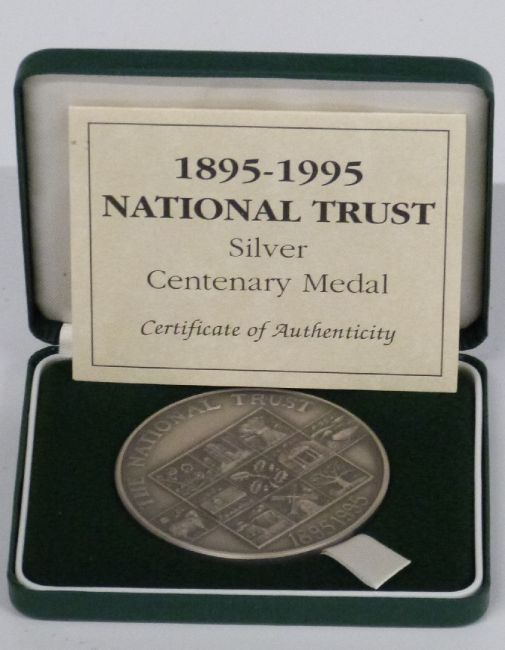 1895-1995
NATIONAL TRUST
Silver
Centenary Medal
Certificate of Authenticity
THE NATIONAL TRUST
1895 1995